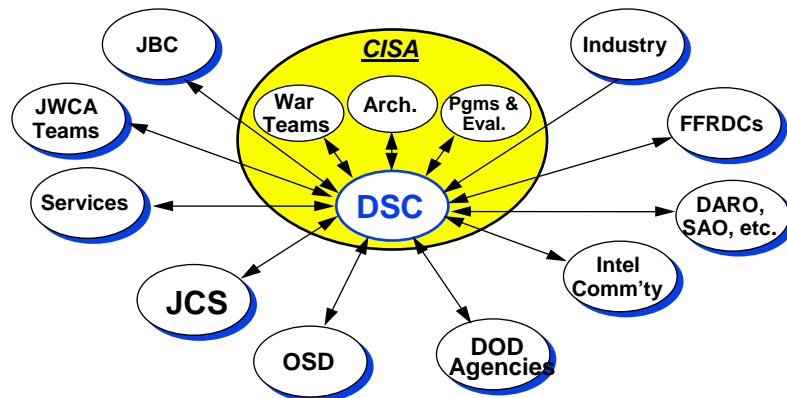 JBC
CISA
Industry
War
Teams
Arch.
Pgms &
Eval.
JWCA
Teams
FFRDCs
Services
DSC
DARO,
SAO, etc.
JCS
Intel
Comm'ty
OSD
DOD
Agencies